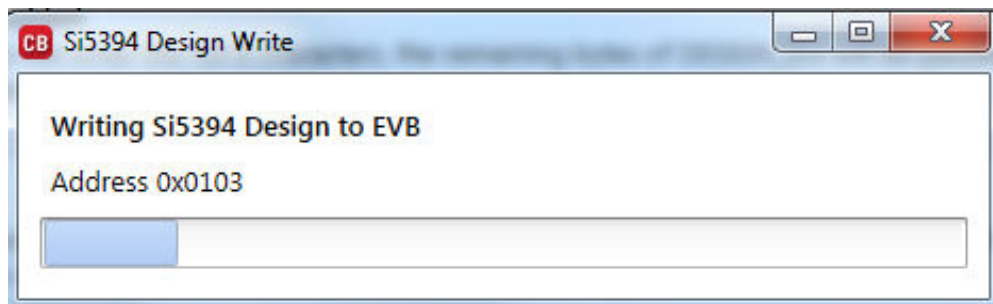 CB Si5394 Design Write
Writing Si5394 Design to EVB
Address 0x0103